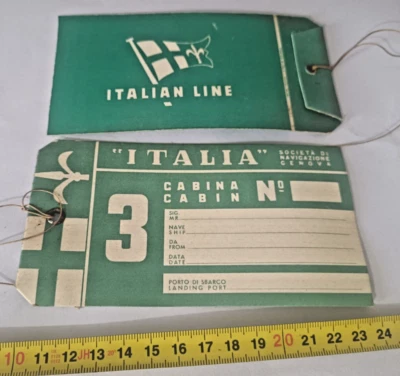 ITALIAN LINE
"ITALIA"
SOCIETÀ DI
NAVIGAZIONE
GENOVA
3
CABINA
CABIN
Nº
SIG.
MR.
NAVE
SHIP
DA
FROM
DATA
DATE
PORTO DI SBARCO
LANDING PORT
10 11 12 13 14 15 16 17 18 19 20 21 22 23 24